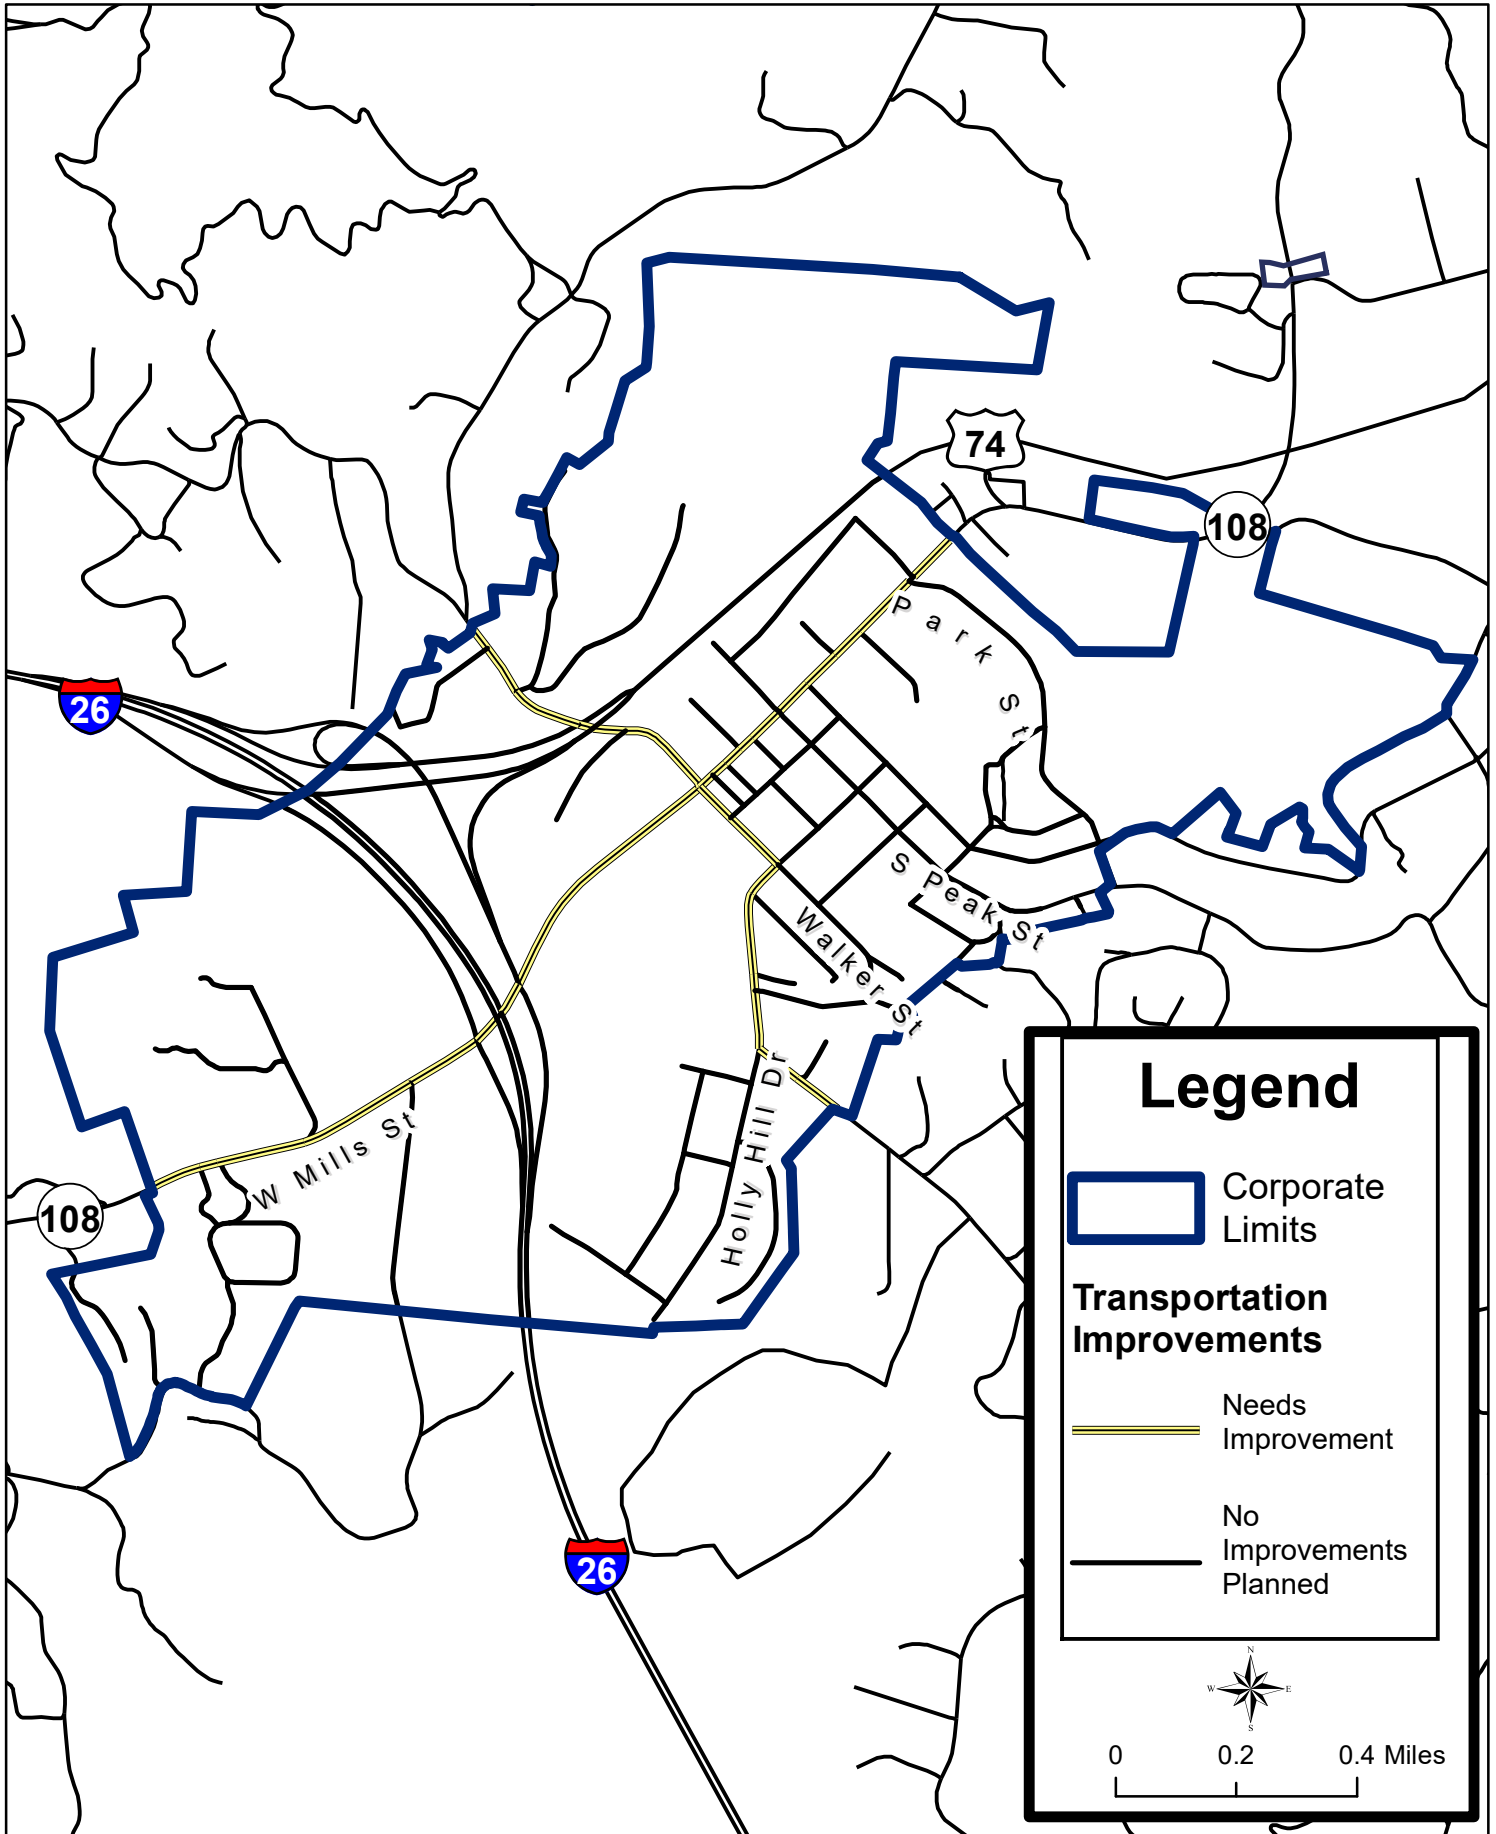 74
108
Park St
26
S Peak St
Walker St
Holly Hill Dr
W Mills St
108
26
Legend
Corporate
Limits
Transportation
Improvements
Needs
Improvement
No
Improvements
Planned
N
W E
S
0 0.2 0.4 Miles